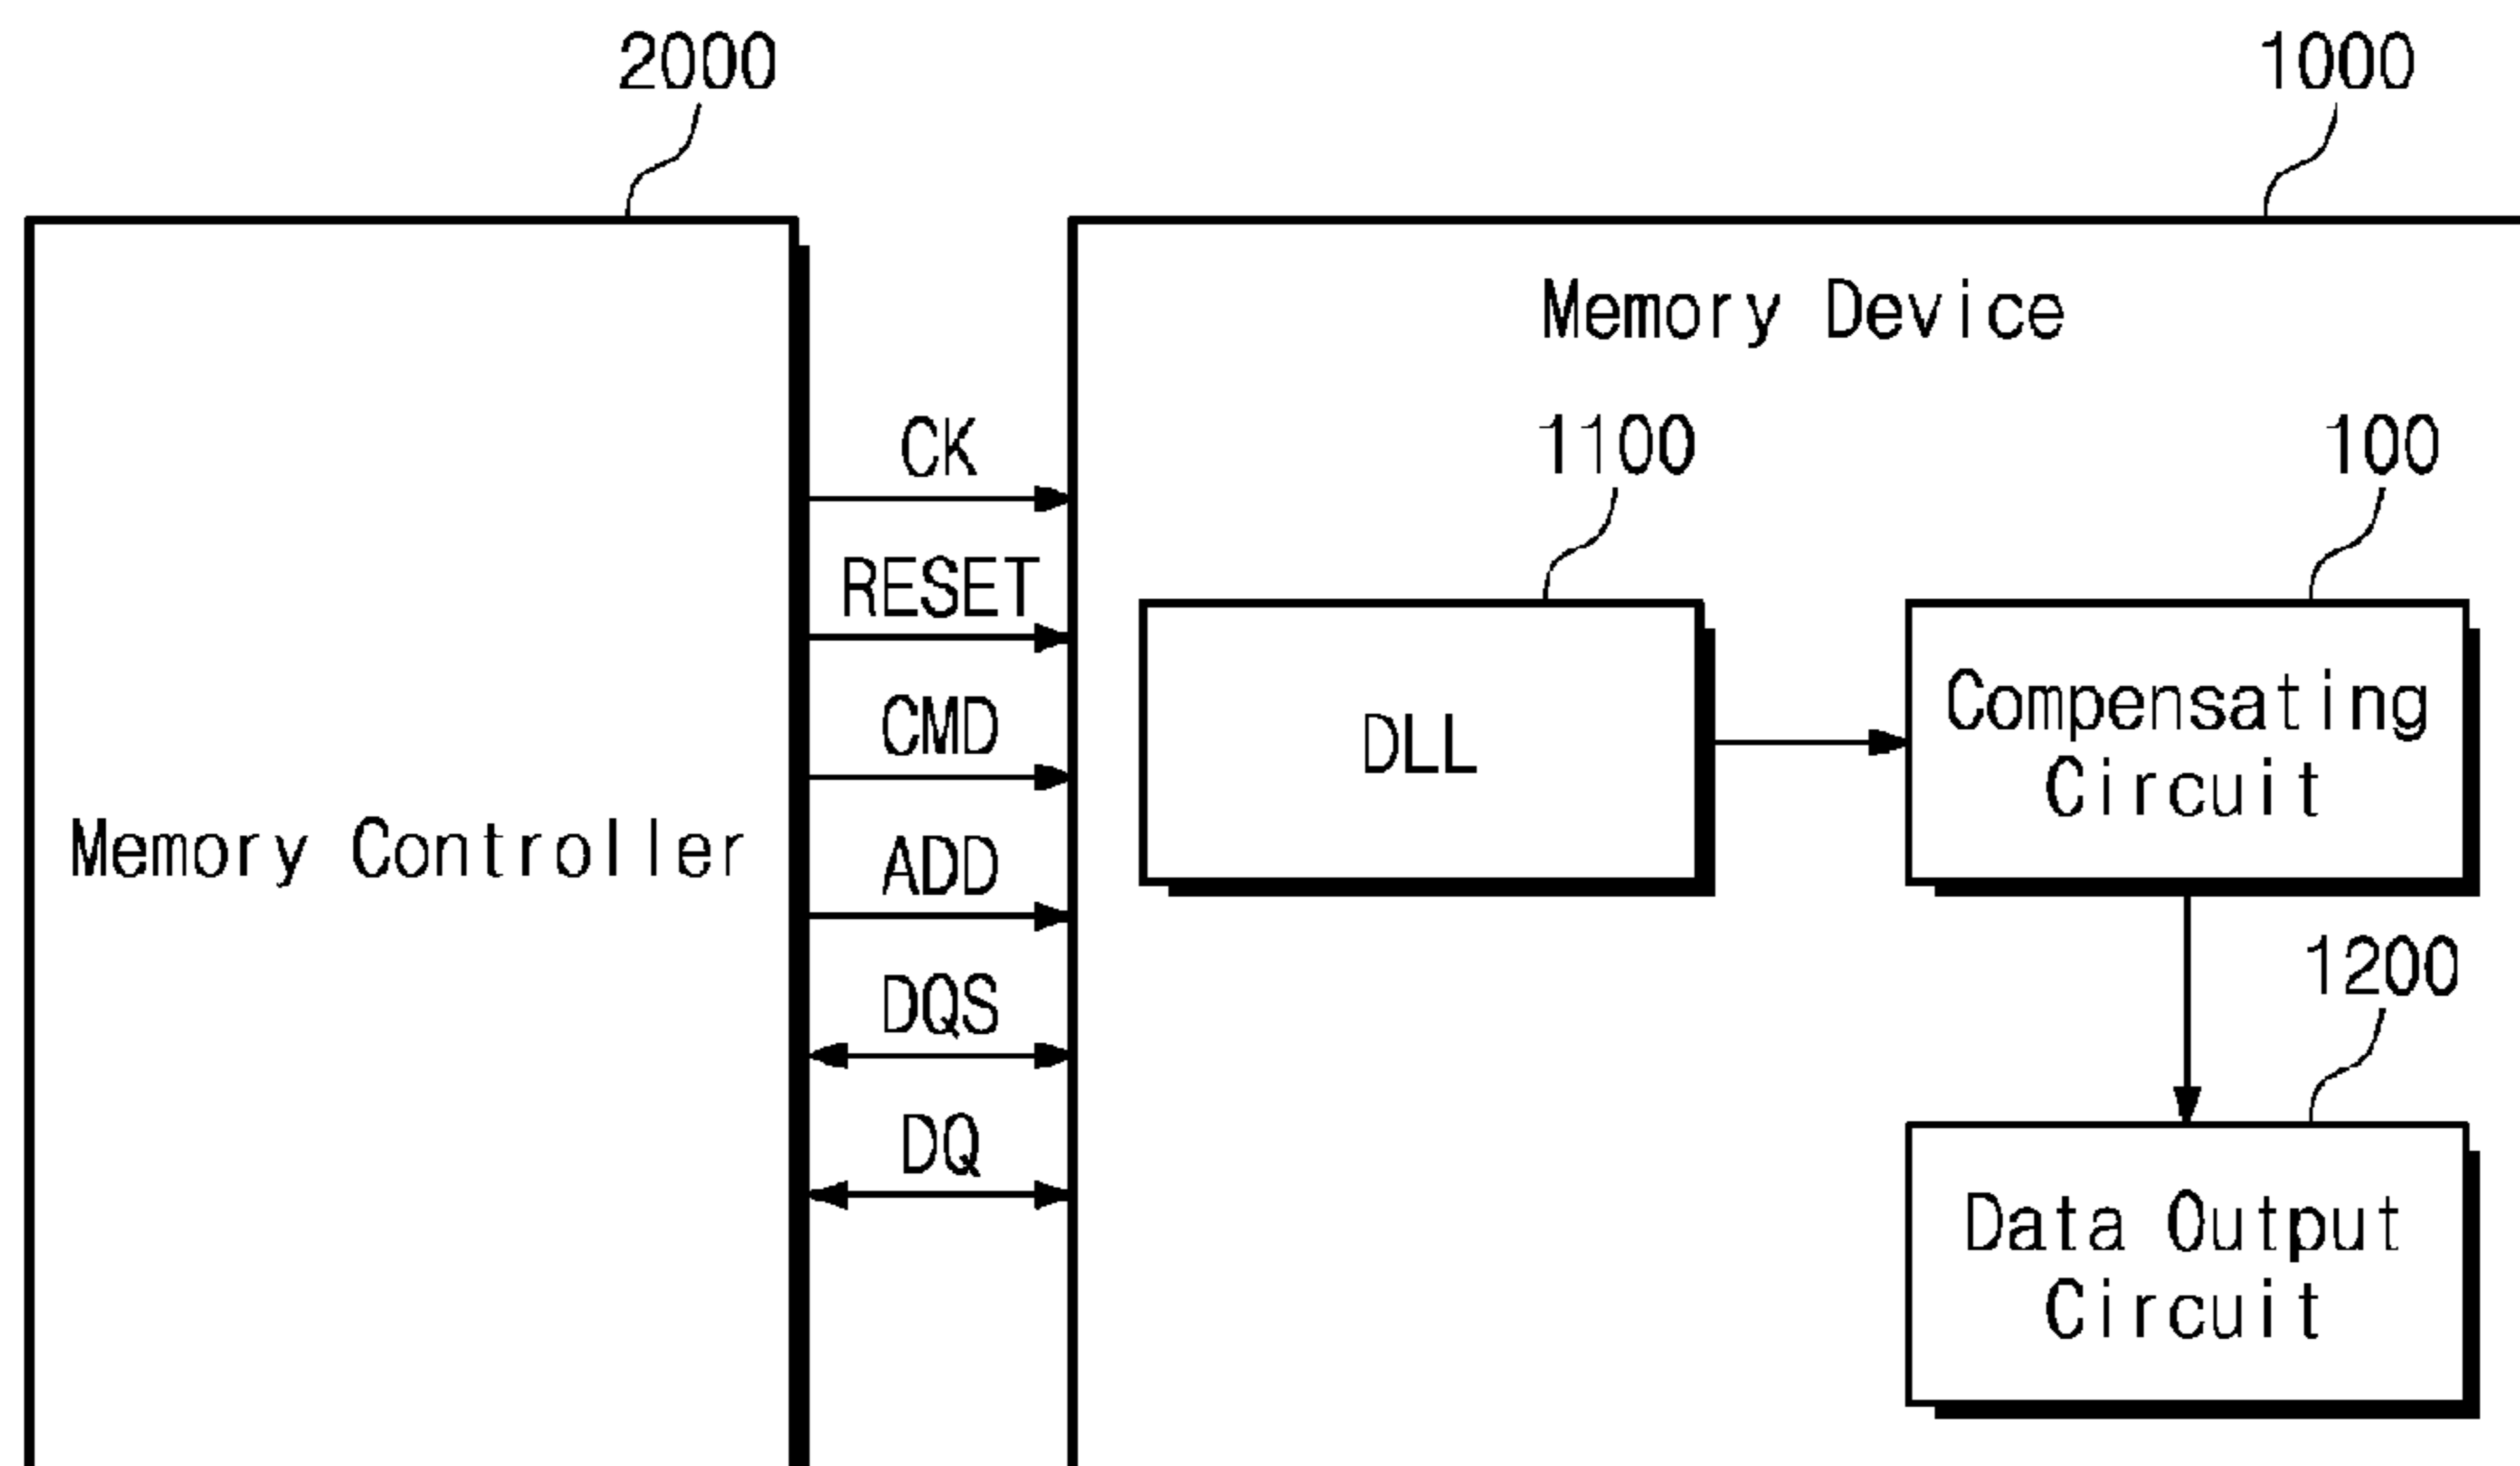 2000
1000
Memory Device
CK
1100
100
RESET
CMD
Compensating
Circuit
DLL
Memory Controller
ADD
DQS
1200
DQ
Data Output
Circuit